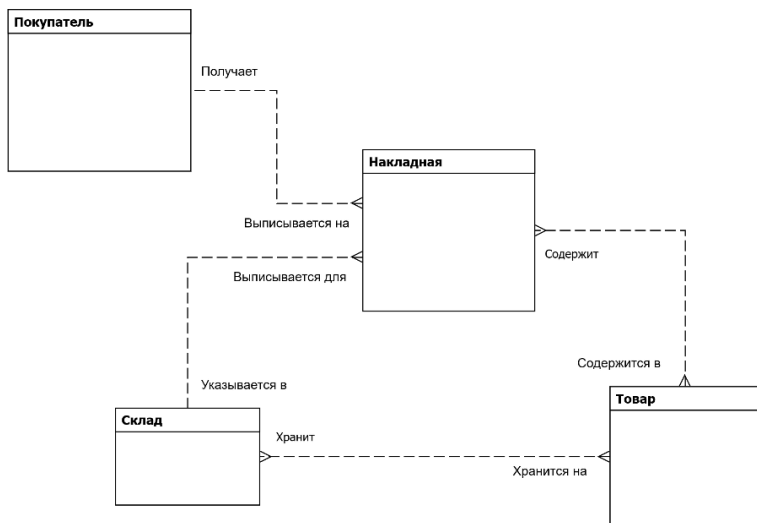 Покупатель
Получает
Накладная
Выписывается на
Содержит
Выписывается для
Содержится в
Указывается в
Товар
Склад
Хранит
Хранится на